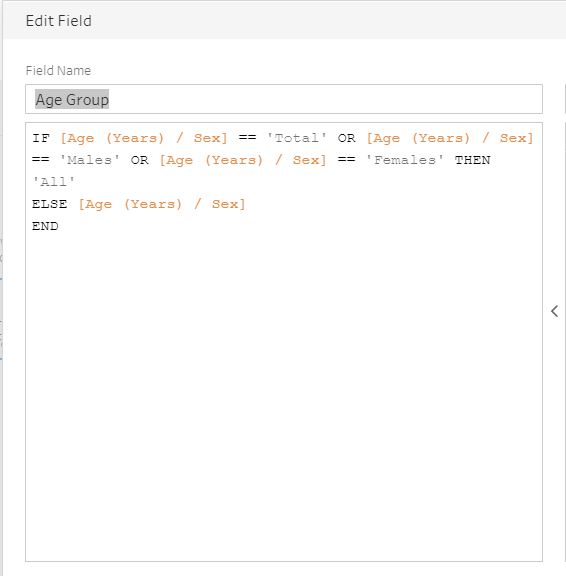 Edit Field
Field Name
Age Group
IF [Age (Years) / Sex] == 'Total' OR [Age (Years) / Sex]
== 'Males' OR [Age (Years) / Sex] == 'Females' THEN
'All'
ELSE [Age (Years) / Sex]
END